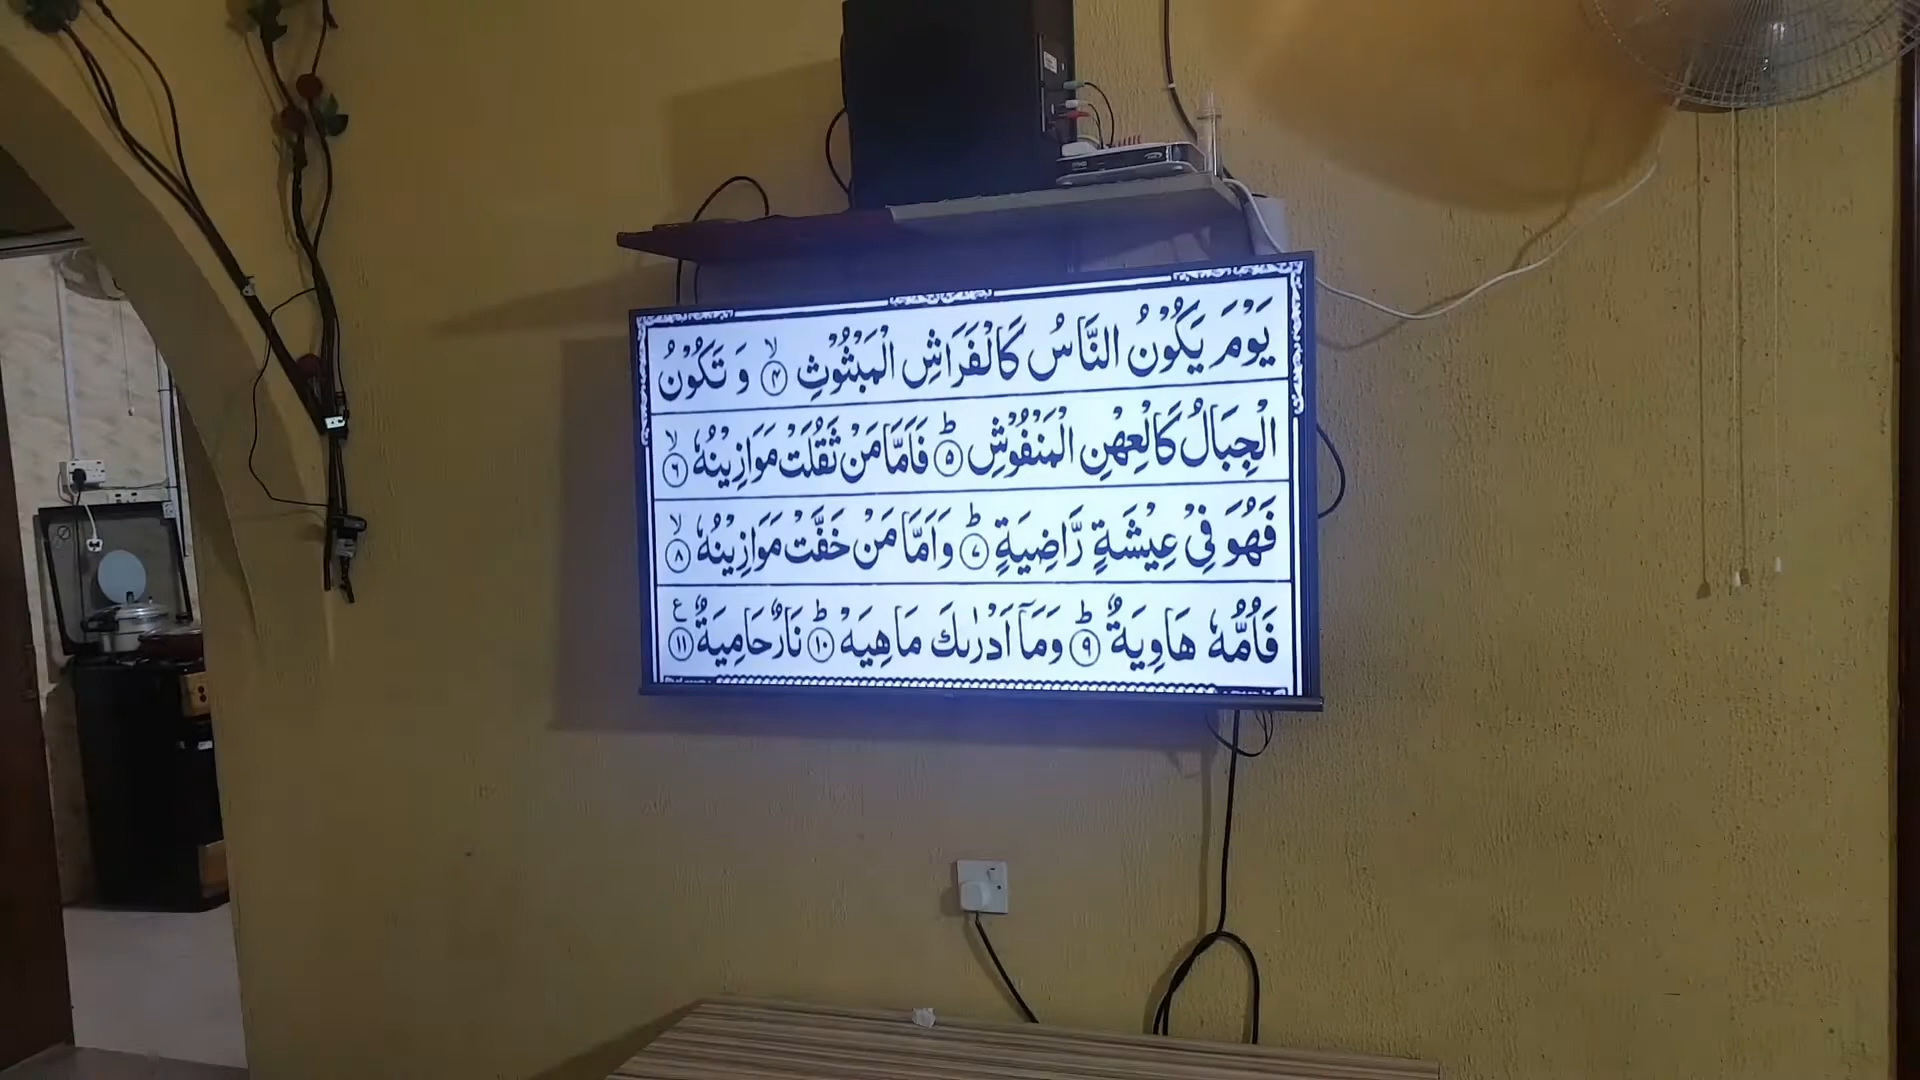 يَوْمَ يَكُوْنُ النَّاسُ كَالْفَرَاشِ الْمَبْثُوْثِ ۙ﴿۴﴾ وَ تَكُوْنُ
الْجِبَالُ كَالْعِهْنِ الْمَنْفُوْشِ ؕ﴿۵﴾ فَاَمَّا مَنْ ثَقُلَتْ مَوَازِيْنُهٗ ۙ﴿۶﴾
فَهُوَ فِيْ عِيْشَةٍ رَّاضِيَةٍ ؕ﴿۷﴾ وَاَمَّا مَنْ خَفَّتْ مَوَازِيْنُهٗ ۙ﴿۸﴾
فَاُمُّهٗ هَاوِيَةٌ ؕ﴿۹﴾ وَمَاۤ اَدْرٰىكَ مَا هِيَهْ ؕ﴿۱۰﴾ نَارٌ حَامِيَةٌ ﴿۱۱﴾ ع